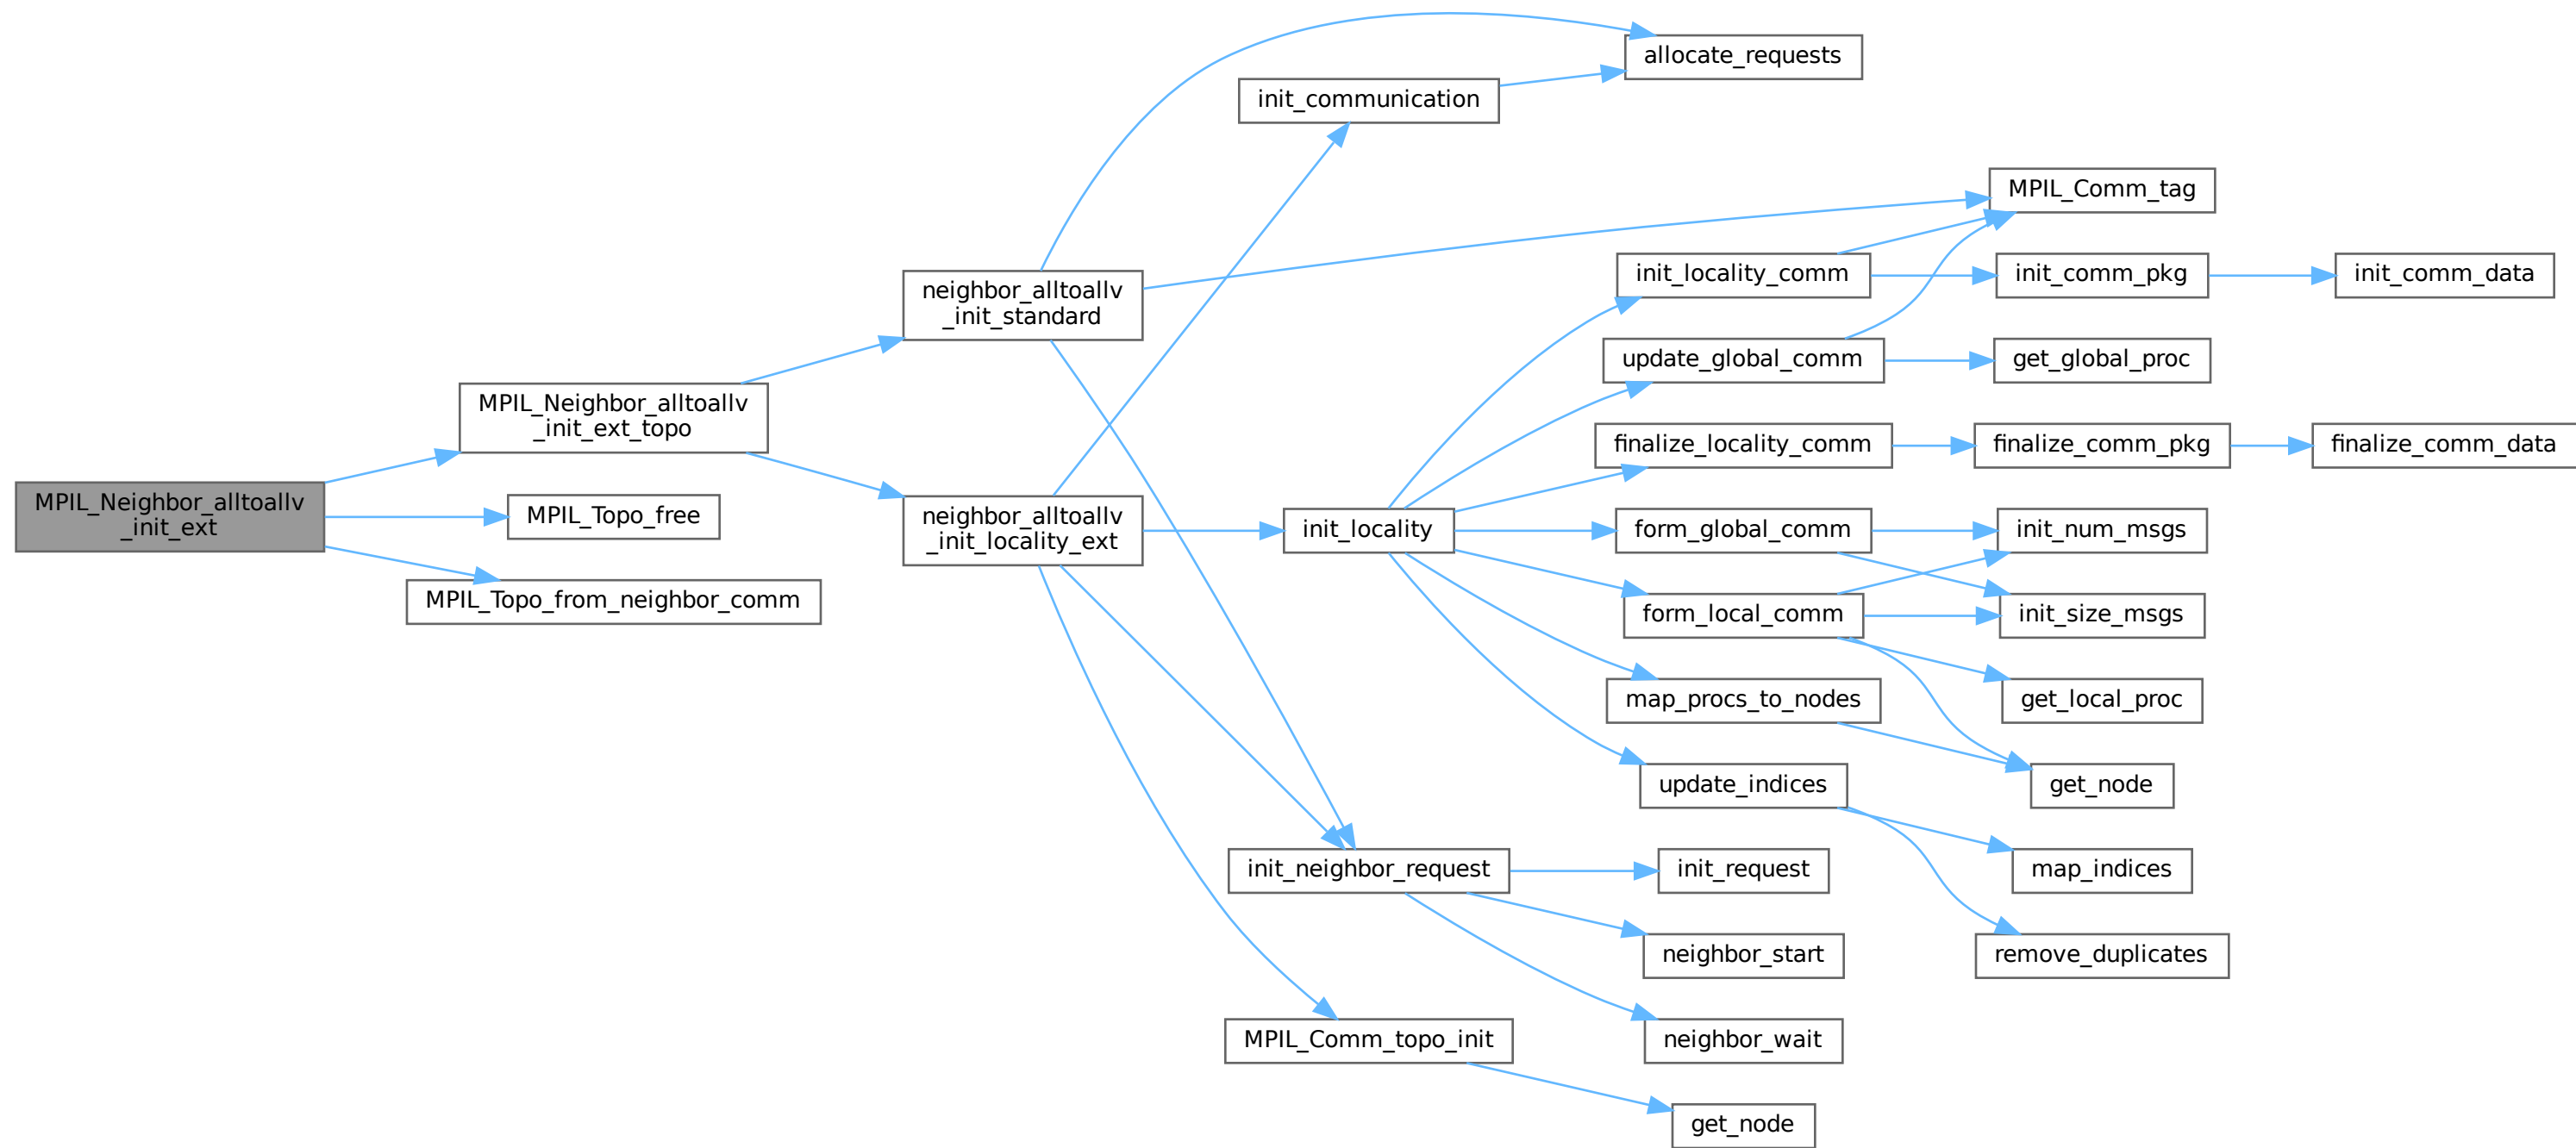 MPIL_Neighbor_alltoallv
_init_ext
MPIL_Neighbor_alltoallv
_init_ext_topo
MPIL_Topo_free
MPIL_Topo_from_neighbor_comm
neighbor_alltoallv
_init_standard
neighbor_alltoallv
_init_locality_ext
init_communication
init_locality
init_neighbor_request
MPIL_Comm_topo_init
allocate_requests
init_locality_comm
update_global_comm
finalize_locality_comm
form_global_comm
form_local_comm
map_procs_to_nodes
update_indices
init_request
neighbor_start
neighbor_wait
get_node
MPIL_Comm_tag
init_comm_pkg
get_global_proc
finalize_comm_pkg
init_num_msgs
init_size_msgs
get_local_proc
get_node
map_indices
remove_duplicates
init_comm_data
finalize_comm_data